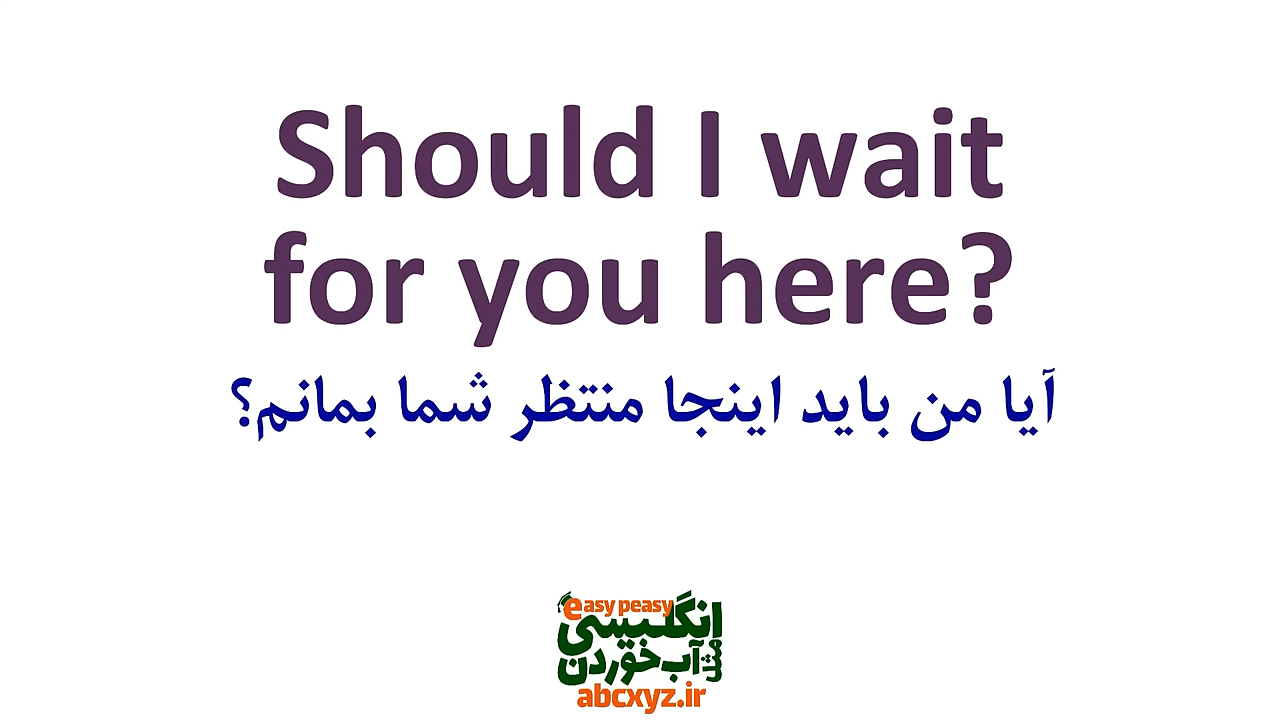 Should I wait
for you here?
آیا من باید اینجا منتظر شما بمانم؟
easy peasy
انگلیسی
مثل آب خوردن
abcxyz.ir